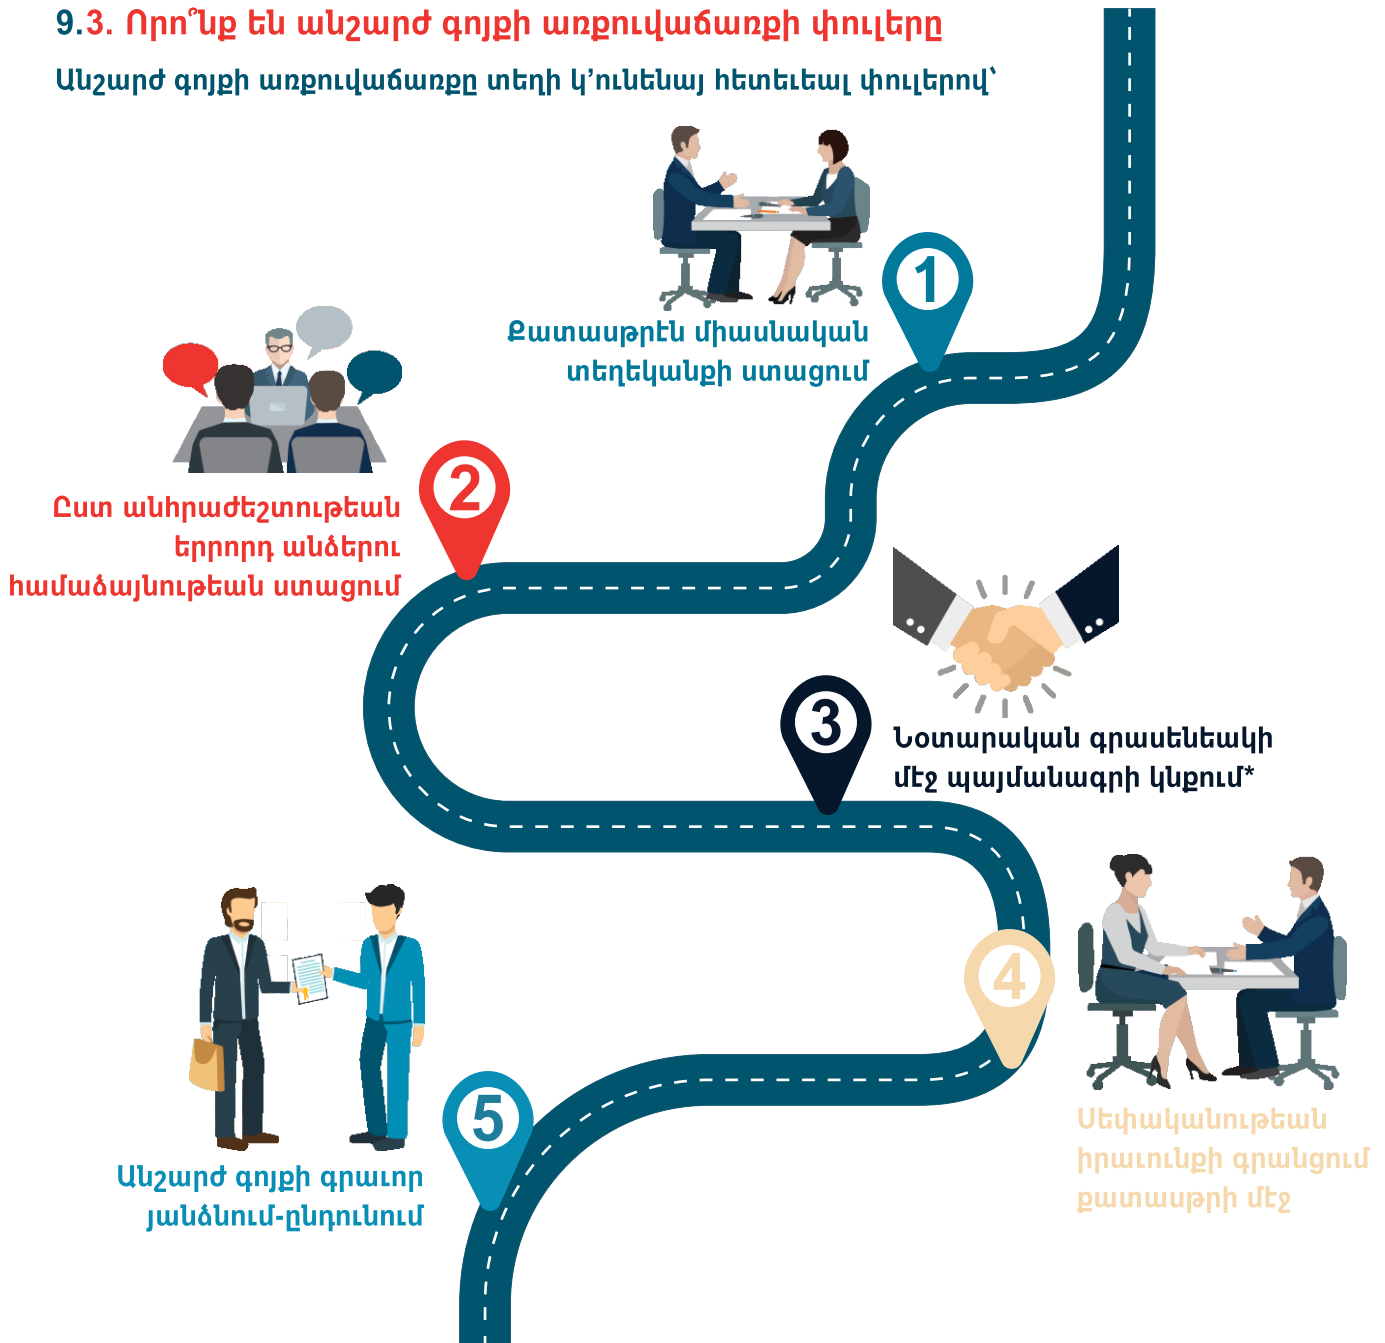 9.3. Որո՞նք են անշարժ գոյքի առքուվաճառքի փուլերը
Անշարժ գոյքի առքուվաճառքը տեղի կ’ունենայ հետեւեալ փուլերով՝
1
Քատասթրէն միասնական
տեղեկանքի ստացում
2
Ըստ անհրաժեշտութեան
երրորդ անձերու
համաձայնութեան ստացում
3
Նօտարական գրասենեակի
մէջ պայմանագրի կնքում*
4
Սեփականութեան
իրաւունքի գրանցում
քատասթրի մէջ
5
Անշարժ գոյքի գրաւոր
յանձնում-ընդունում